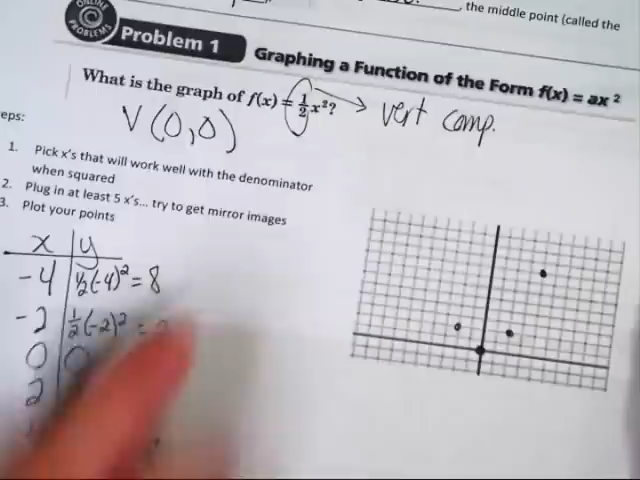 , the middle point (called the
ONLINE
PROBLEMS
Problem 1 Graphing a Function of the Form f(x) = ax²
What is the graph of f(x) = 1/2 x²? → vert comp.
V(0,0)
eps:
1. Pick x's that will work well with the denominator
when squared
2. Plug in at least 5 x's... try to get mirror images
3. Plot your points
x | y
-4 | 1/2(-4)² = 8
-2 | 1/2(-2)² =
0 | 0
2